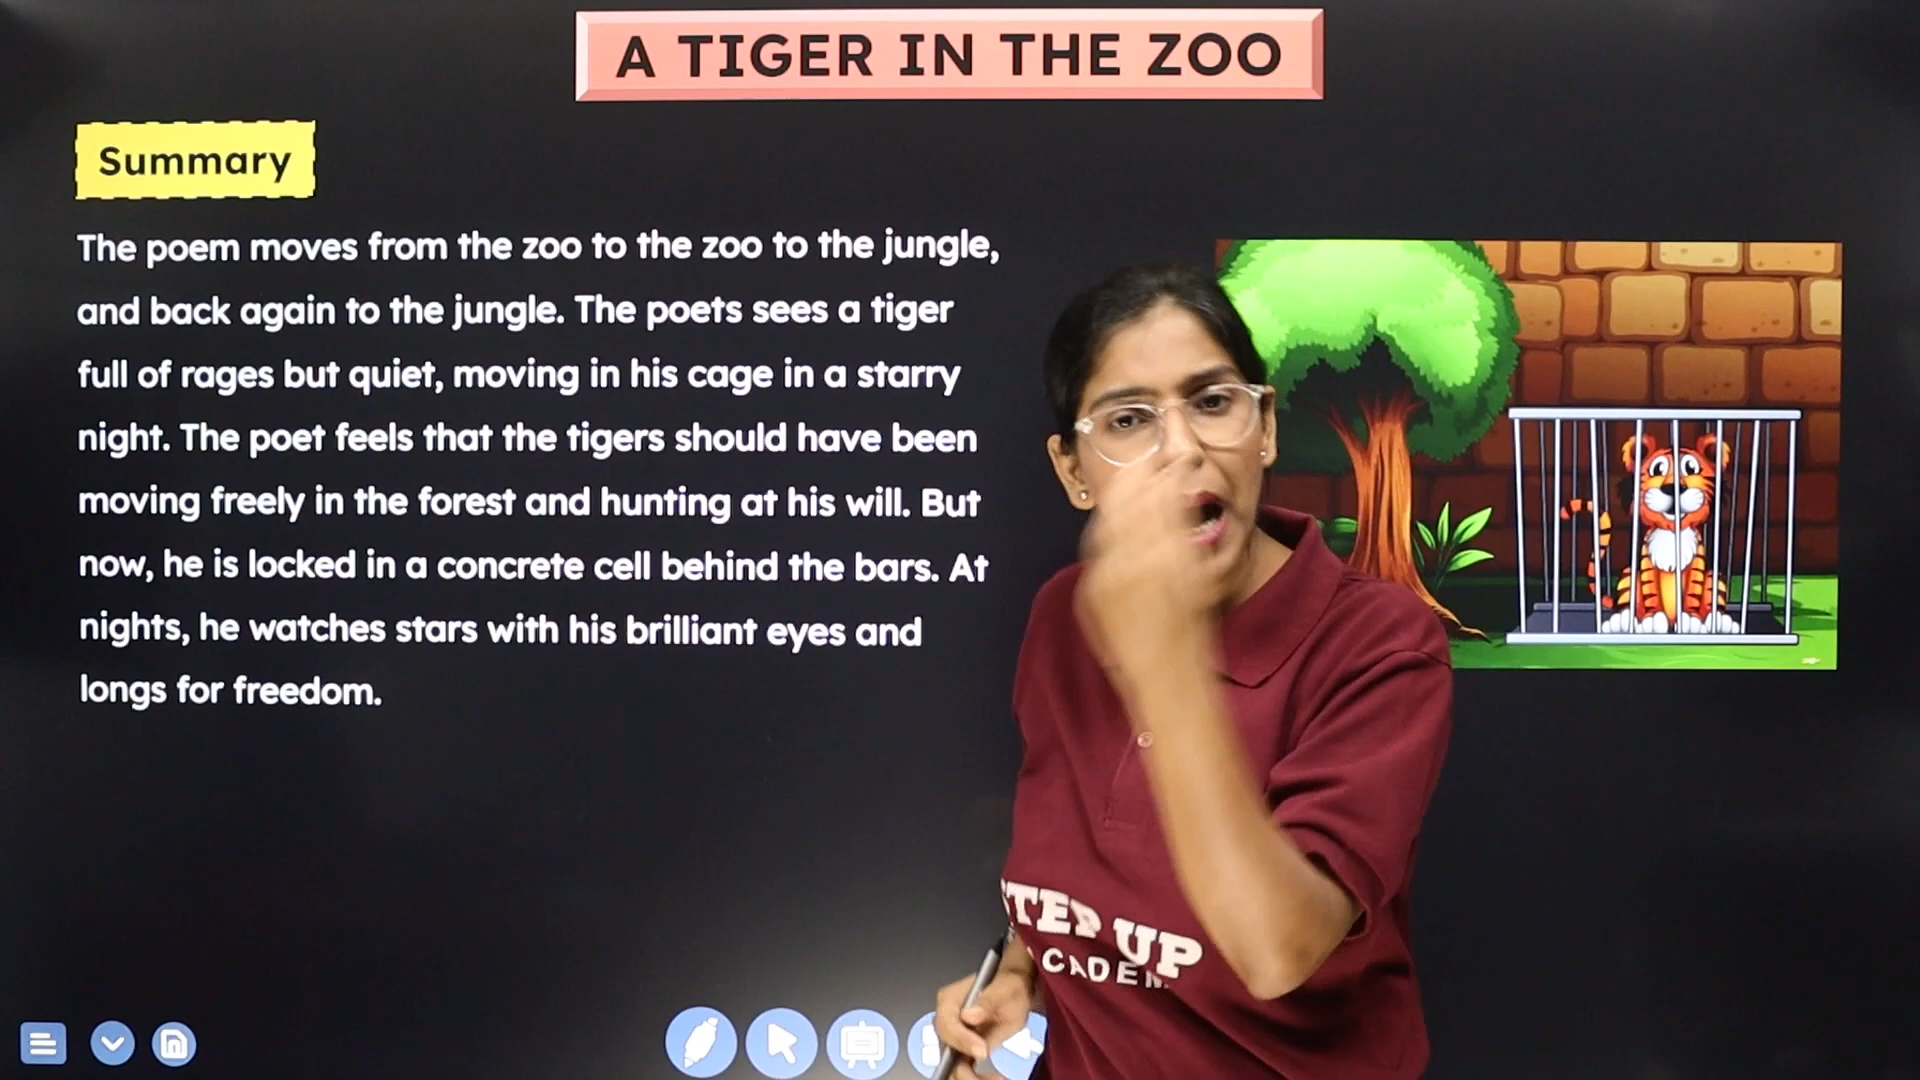 A TIGER IN THE ZOO
Summary
The poem moves from the zoo to the zoo to the jungle,
and back again to the jungle. The poets sees a tiger
full of rages but quiet, moving in his cage in a starry
night. The poet feels that the tigers should have been
moving freely in the forest and hunting at his will. But
now, he is locked in a concrete cell behind the bars. At
nights, he watches stars with his brilliant eyes and
longs for freedom.
STEP UP
ACADEM